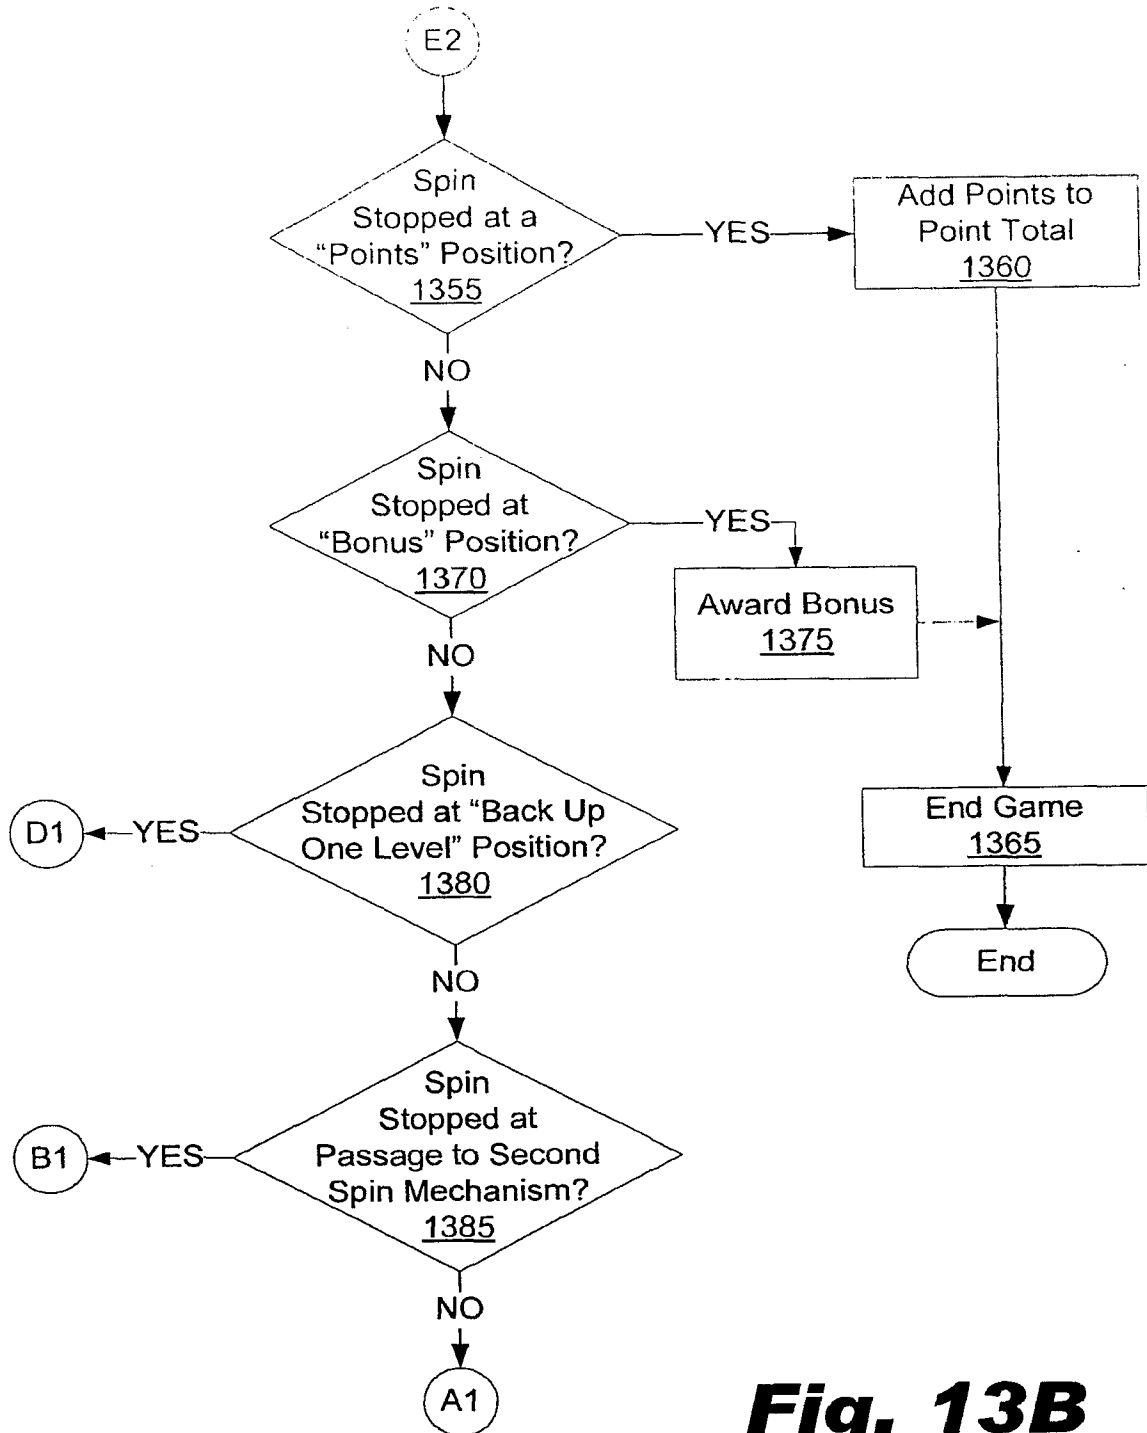 E2
Spin
Stopped at a
“Points” Position?
1355
YES
Add Points to
Point Total
1360
NO
Spin
Stopped at
“Bonus” Position?
1370
YES
Award Bonus
1375
NO
Spin
Stopped at “Back Up
One Level” Position?
1380
YES
D1
End Game
1365
End
NO
Spin
Stopped at
Passage to Second
Spin Mechanism?
1385
YES
B1
NO
A1
Fig. 13B